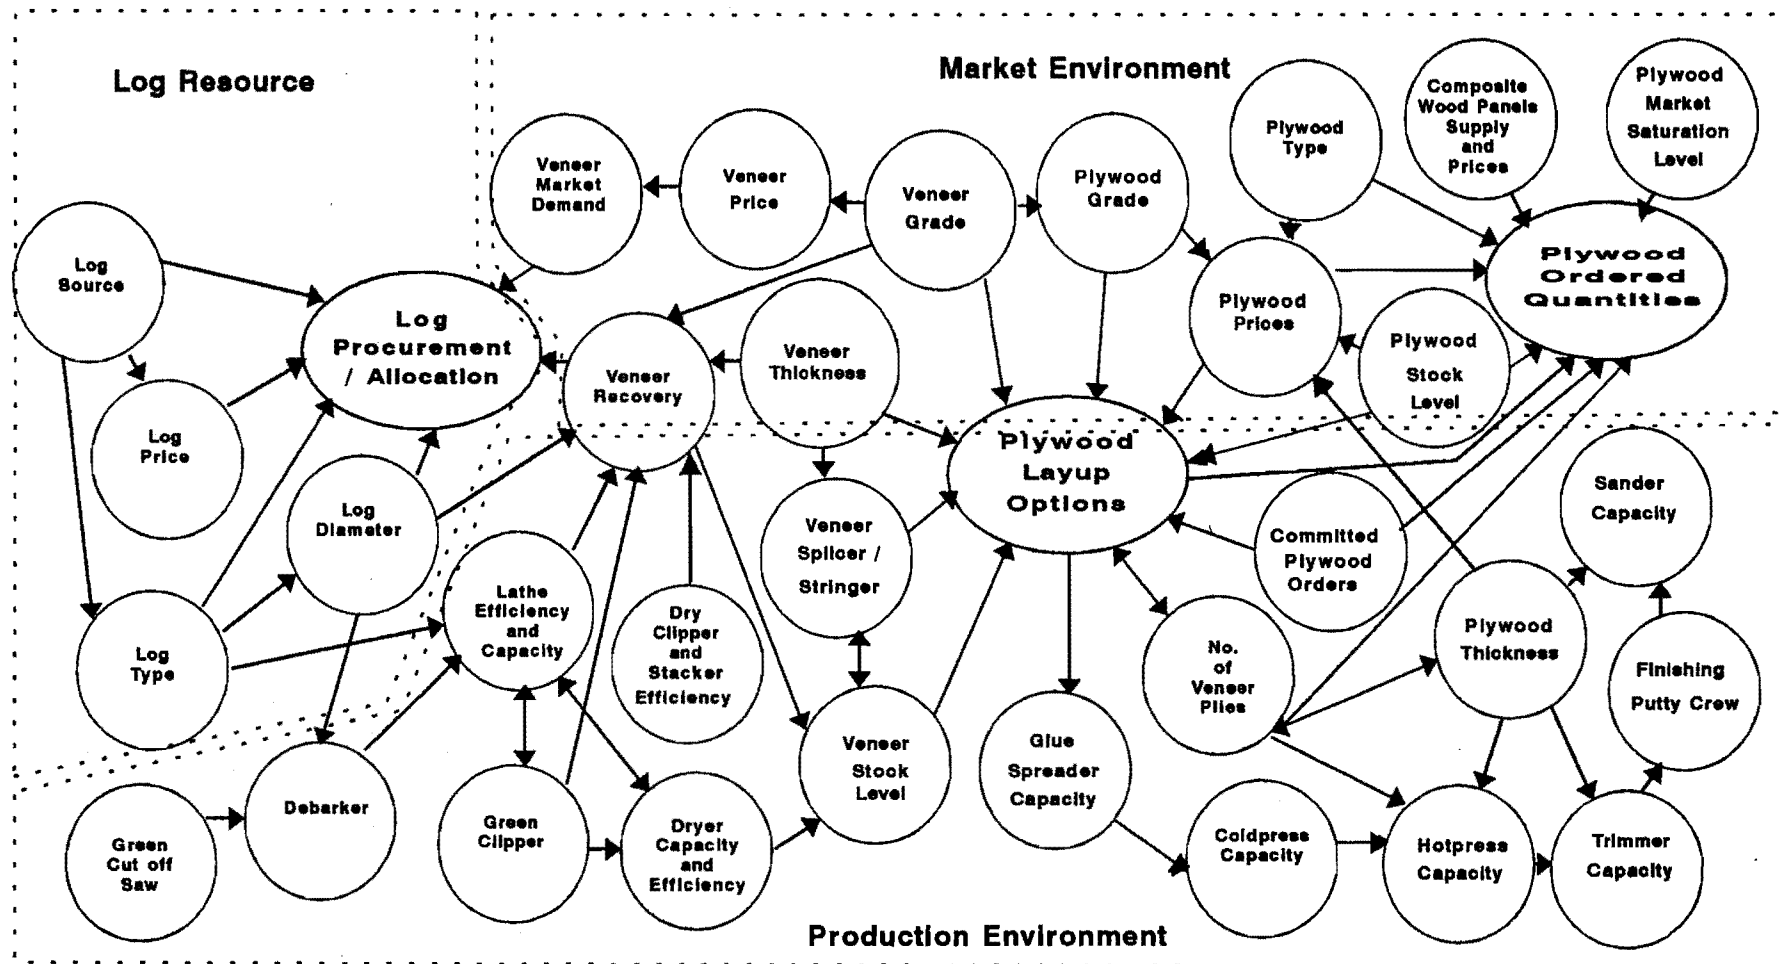 Log Resource
Market Environment
Composite
Wood Panels
Supply
and
Prices
Plywood
Market
Saturation
Level
Plywood
Type
Veneer
Market
Demand
Veneer
Price
Veneer
Grade
Plywood
Grade
Log
Source
Plywood
Ordered
Quantities
Log
Procurement
/ Allocation
Plywood
Prices
Plywood
Stock
Level
Veneer
Recovery
Veneer
Thickness
Log
Price
Plywood
Layup
Options
Sander
Capacity
Log
Diameter
Veneer
Splicer /
Stringer
Committed
Plywood
Orders
Lathe
Efficiency
and
Capacity
Dry
Clipper
and
Stacker
Efficiency
Log
Type
No.
of
Veneer
Plies
Plywood
Thickness
Finishing
Putty Crew
Veneer
Stock
Level
Glue
Spreader
Capacity
Debarker
Green
Cut off
Saw
Green
Clipper
Dryer
Capacity
and
Efficiency
Coldpress
Capacity
Hotpress
Capacity
Trimmer
Capacity
Production Environment